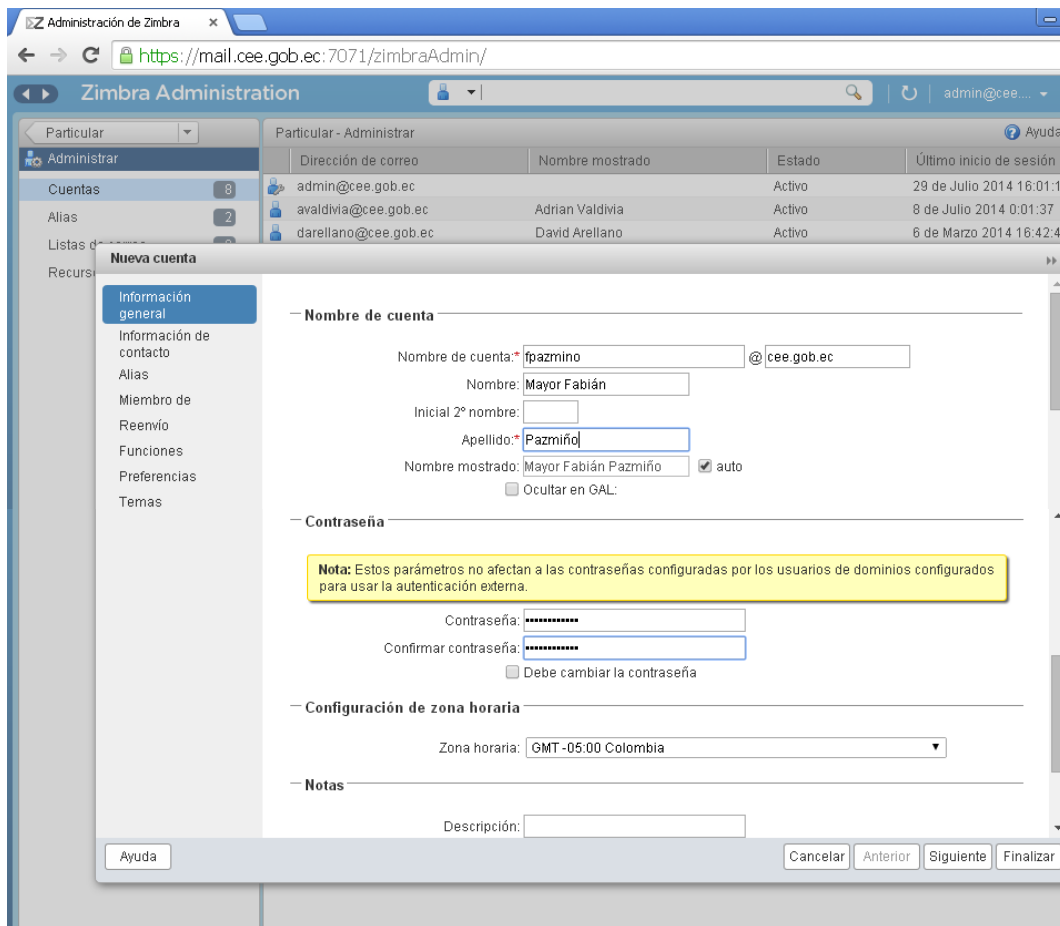 Administración de Zimbra
https://mail.cee.gob.ec:7071/zimbraAdmin/
Zimbra Administration
admin@cee....
Particular
Particular - Administrar
Ayuda
Administrar
Dirección de correo Nombre mostrado Estado Último inicio de sesión
Cuentas 8
admin@cee.gob.ec Activo 29 de Julio 2014 16:01:1
Alias 2
avaldivia@cee.gob.ec Adrian Valdivia Activo 8 de Julio 2014 0:01:37
Listas de
darellano@cee.gob.ec David Arellano Activo 6 de Marzo 2014 16:42:4
Recurs
Nueva cuenta
Información
general
Información de
contacto
Alias
Miembro de
Reenvío
Funciones
Preferencias
Temas
Nombre de cuenta
Nombre de cuenta:* fpazmino @ cee.gob.ec
Nombre: Mayor Fabián
Inicial 2º nombre:
Apellido:* Pazmiño
Nombre mostrado: Mayor Fabián Pazmiño auto
Ocultar en GAL:
Contraseña
Nota: Estos parámetros no afectan a las contraseñas configuradas por los usuarios de dominios configurados
para usar la autenticación externa.
Contraseña: ••••••••••••
Confirmar contraseña: ••••••••••••
Debe cambiar la contraseña
Configuración de zona horaria
Zona horaria: GMT -05:00 Colombia
Notas
Descripción:
Ayuda
Cancelar Anterior Siguiente Finalizar